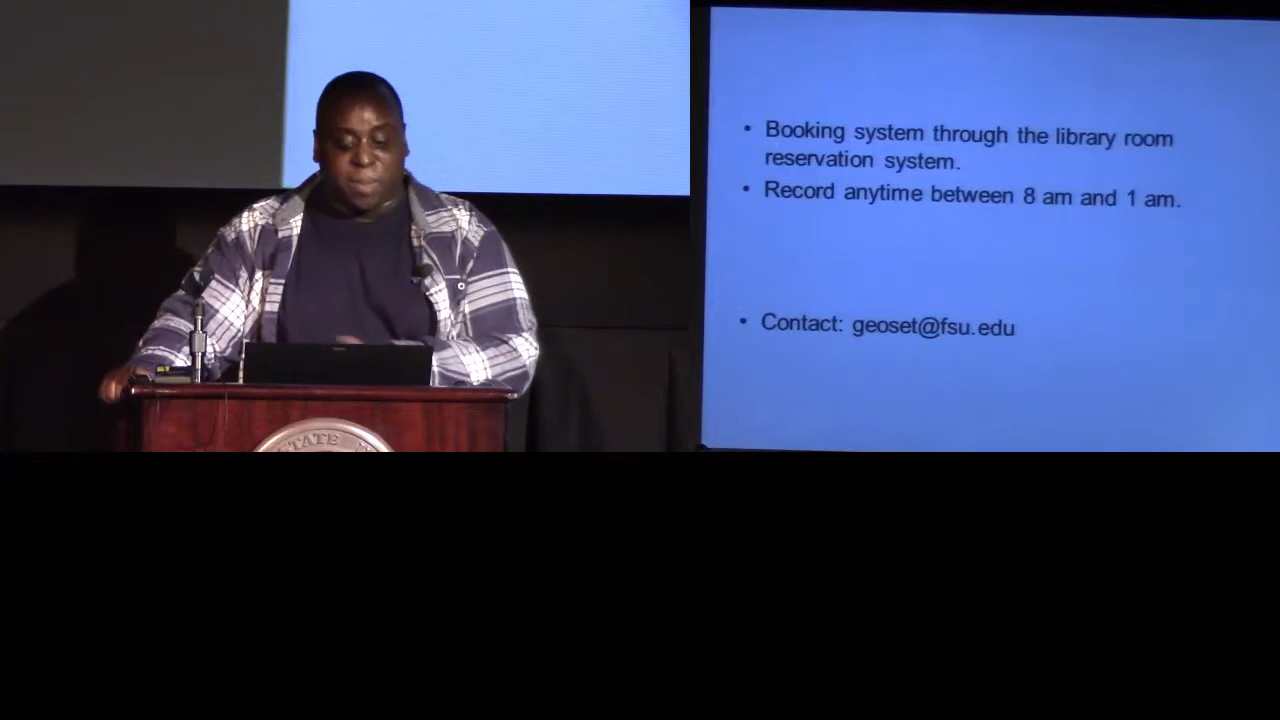 • Booking system through the library room
reservation system.
• Record anytime between 8 am and 1 am.
• Contact: geoset@fsu.edu
STATE